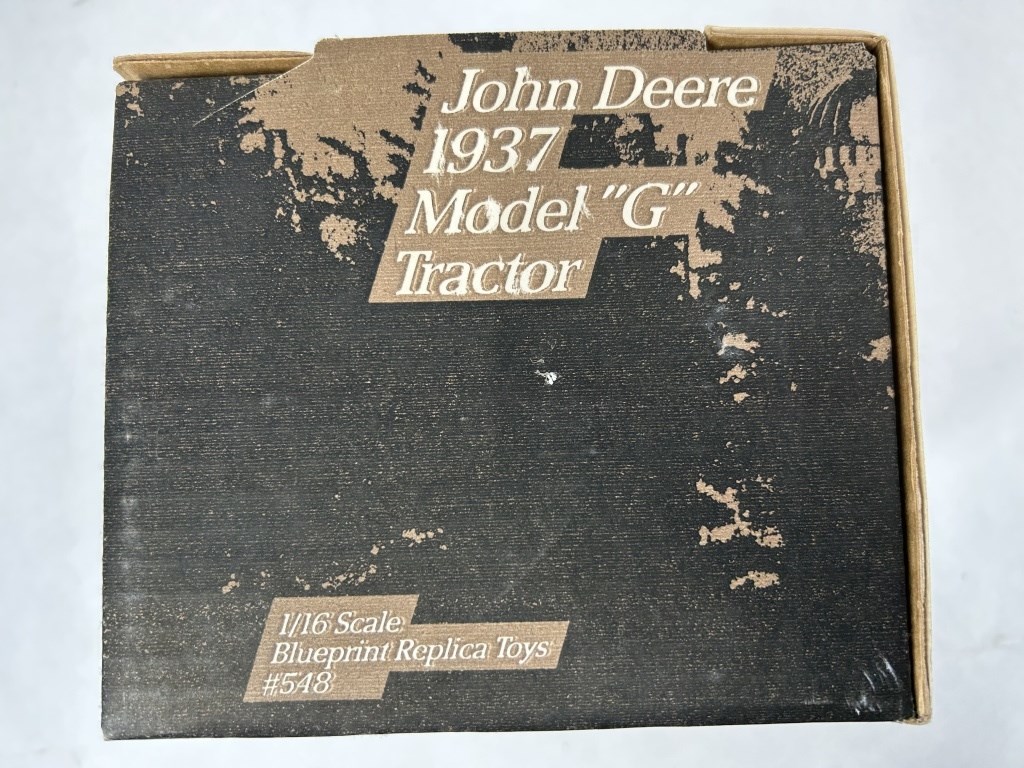 John Deere
1937
Model "G"
Tractor
1/16 Scale
Blueprint Replica Toys
#548